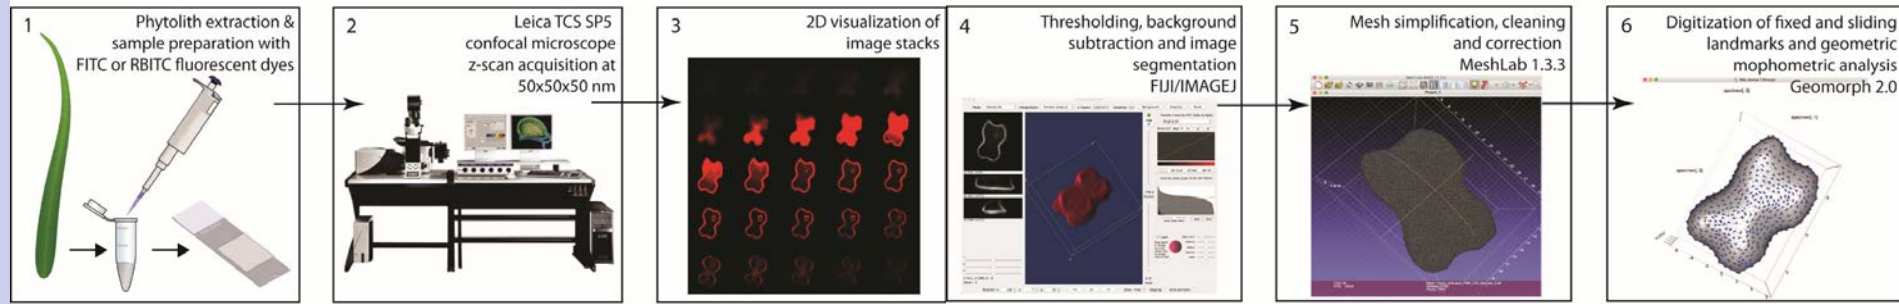 1
Phytolith extraction &
sample preparation with
FITC or RBITC fluorescent dyes
2
Leica TCS SP5
confocal microscope
z-scan acquisition at
50x50x50 nm
3
2D visualization of
image stacks
4
Thresholding, background
subtraction and image
segmentation
FIJI/IMAGEJ
5
Mesh simplification, cleaning
and correction
MeshLab 1.3.3
6
Digitization of fixed and sliding
landmarks and geometric
mophometric analysis
Geomorph 2.0